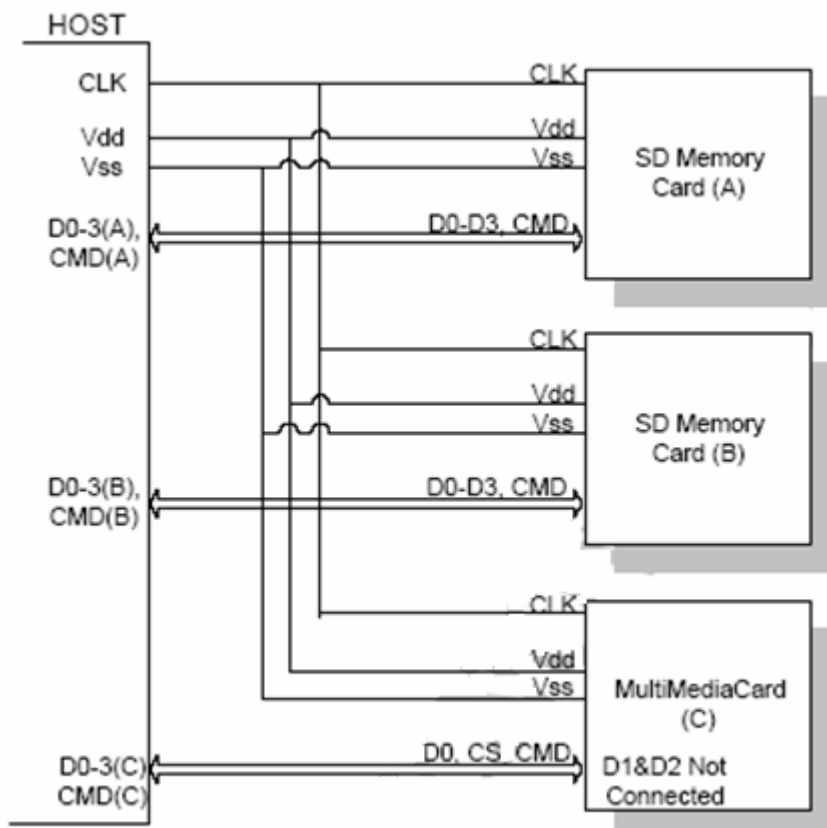 HOST
CLK
CLK
Vdd
Vdd
Vss
Vss
SD Memory
Card (A)
D0-3(A),
CMD(A)
D0-D3, CMD
CLK
Vdd
Vss
SD Memory
Card (B)
D0-3(B),
CMD(B)
D0-D3, CMD
CLK
Vdd
Vss
MultiMediaCard
(C)
D0-3(C)
CMD(C)
D0, CS CMD
D1&D2 Not
Connected